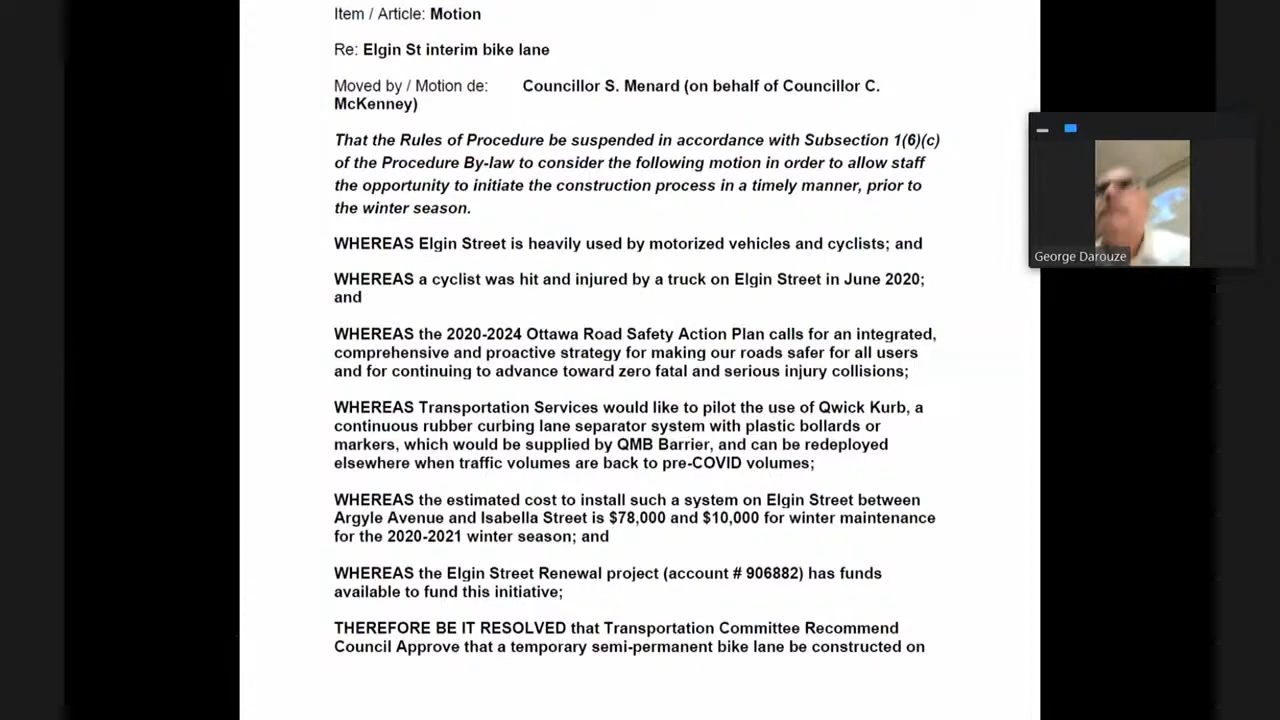 Item / Article: Motion
Re: Elgin St interim bike lane
Moved by / Motion de: Councillor S. Menard (on behalf of Councillor C.
McKenney)
That the Rules of Procedure be suspended in accordance with Subsection 1(6)(c)
of the Procedure By-law to consider the following motion in order to allow staff
the opportunity to initiate the construction process in a timely manner, prior to
the winter season.
WHEREAS Elgin Street is heavily used by motorized vehicles and cyclists; and
WHEREAS a cyclist was hit and injured by a truck on Elgin Street in June 2020;
and
WHEREAS the 2020-2024 Ottawa Road Safety Action Plan calls for an integrated,
comprehensive and proactive strategy for making our roads safer for all users
and for continuing to advance toward zero fatal and serious injury collisions;
WHEREAS Transportation Services would like to pilot the use of Qwick Kurb, a
continuous rubber curbing lane separator system with plastic bollards or
markers, which would be supplied by QMB Barrier, and can be redeployed
elsewhere when traffic volumes are back to pre-COVID volumes;
WHEREAS the estimated cost to install such a system on Elgin Street between
Argyle Avenue and Isabella Street is $78,000 and $10,000 for winter maintenance
for the 2020-2021 winter season; and
WHEREAS the Elgin Street Renewal project (account # 906882) has funds
available to fund this initiative;
THEREFORE BE IT RESOLVED that Transportation Committee Recommend
Council Approve that a temporary semi-permanent bike lane be constructed on
George Darouze